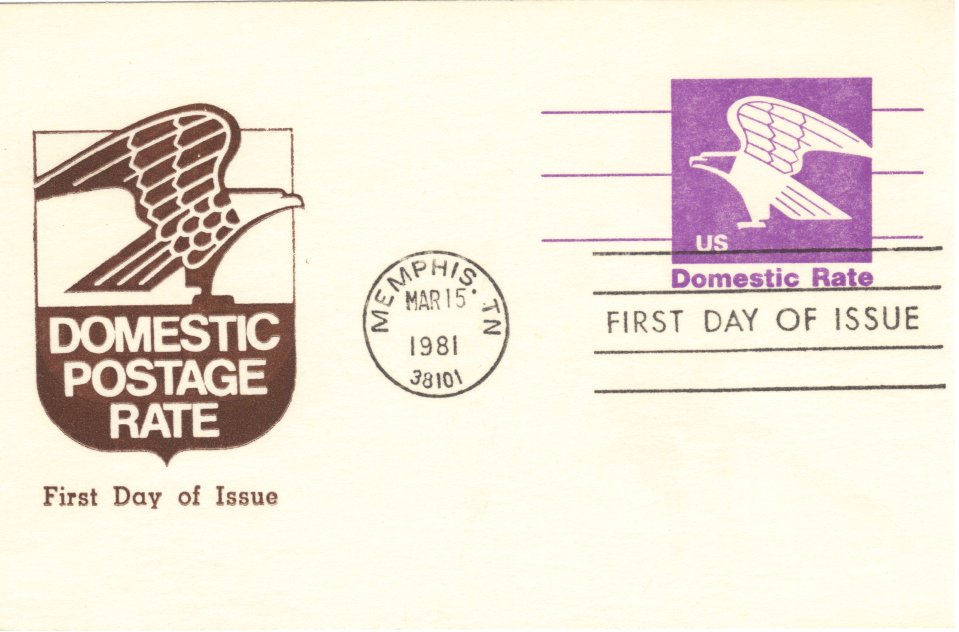 DOMESTIC
POSTAGE
RATE
First Day of Issue
MEMPHIS. TN
MAR 15
1981
38101
US
Domestic Rate
FIRST DAY OF ISSUE